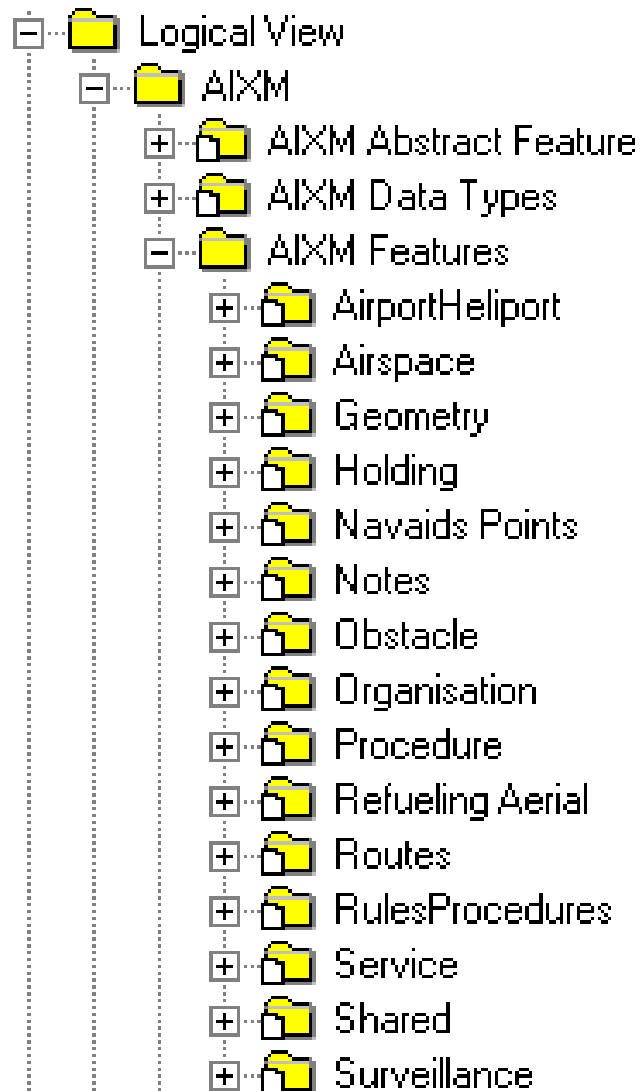 Logical View
AIXM
AIXM Abstract Feature
AIXM Data Types
AIXM Features
AirportHeliport
Airspace
Geometry
Holding
Navaids Points
Notes
Obstacle
Organisation
Procedure
Refueling Aerial
Routes
RulesProcedures
Service
Shared
Surveillance